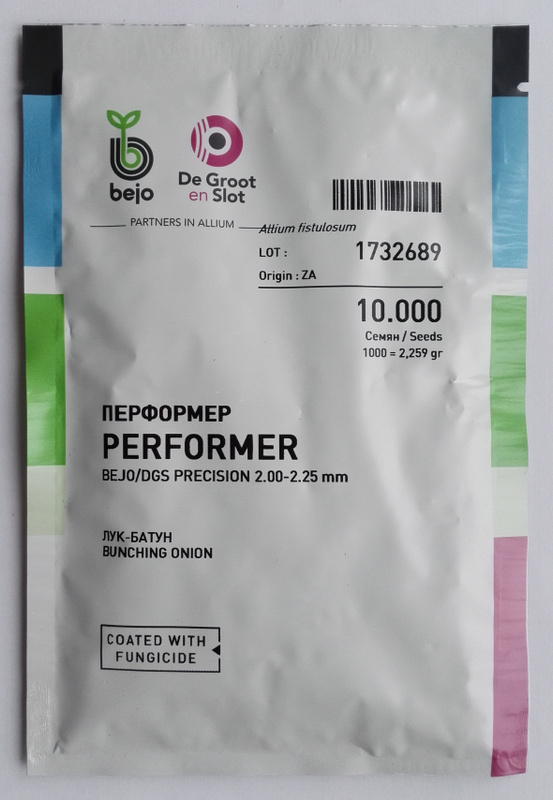 bejo
De Groot
en Slot
PARTNERS IN ALLIUM
Allium fistulosum
LOT : 1732689
Origin : ZA
10.000
Семян / Seeds
1000 = 2,259 gr
ПЕРФОРМЕР
PERFORMER
BEJO/DGS PRECISION 2.00-2.25 mm
ЛУК-БАТУН
BUNCHING ONION
COATED WITH
FUNGICIDE